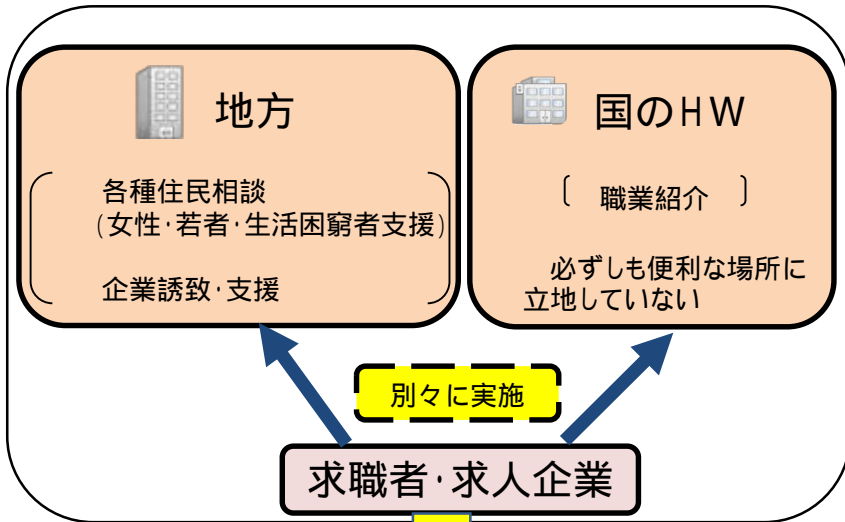 地方
各種住民相談
(女性・若者・生活困窮者支援)
企業誘致・支援
国のHW
〔 職業紹介 〕
必ずしも便利な場所に
立地していない
別々に実施
求職者・求人企業